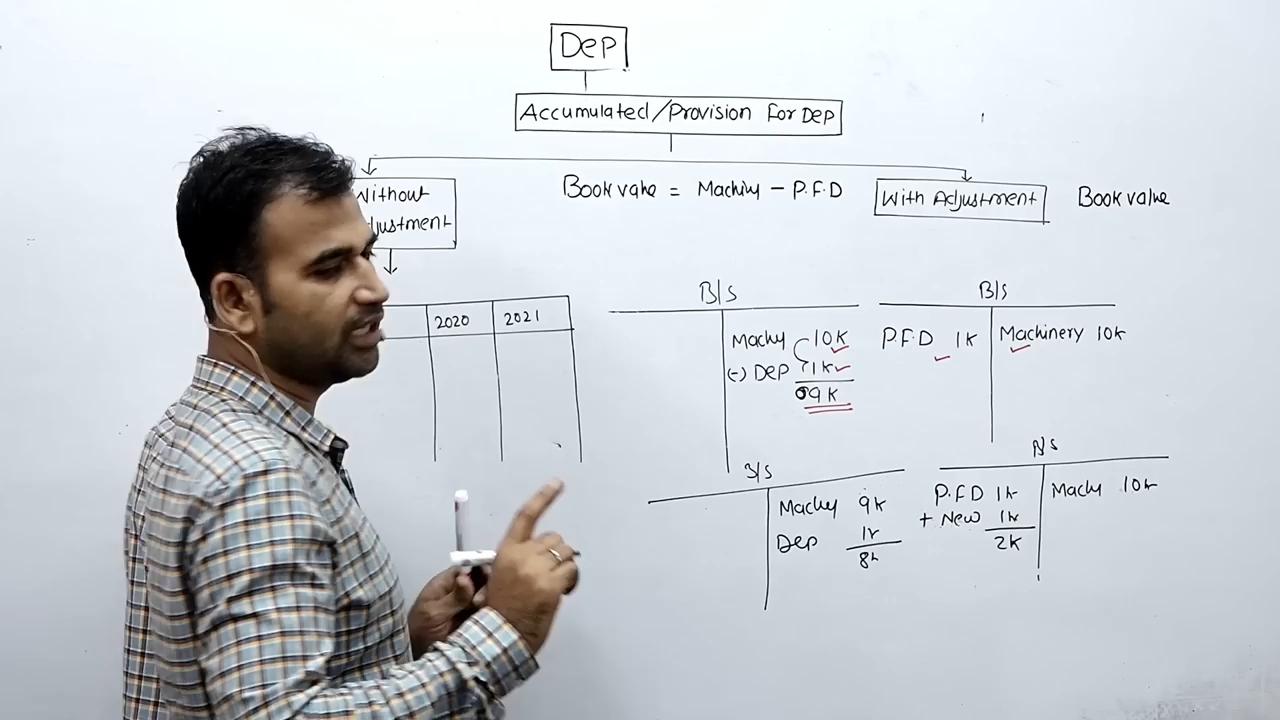 Dep
Accumulated/Provision For Dep
Without
djustment
Book value = Machiny - P.F.D
With Adjustment
Book value
2020 2021
B/S
Machy 10K
(-) Dep 1K
9K
B/S
P.F.D 1K Machinery 10K
B/S
Machy 9K
Dep 1K
8K
B/S
P.F.D 1K Machy 10K
+ New 1K
2K